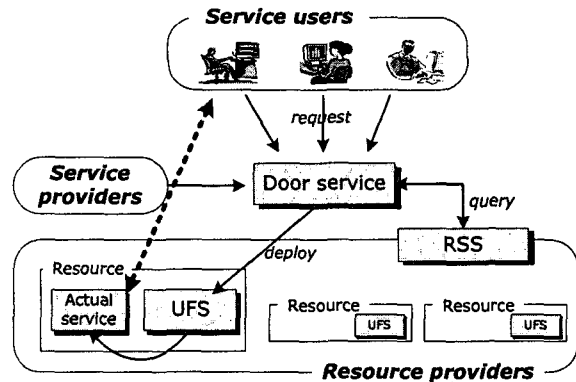 Service users
request
Service
providers
Door service
query
RSS
deploy
Resource
Actual
service
UFS
Resource
UFS
Resource
UFS
Resource providers